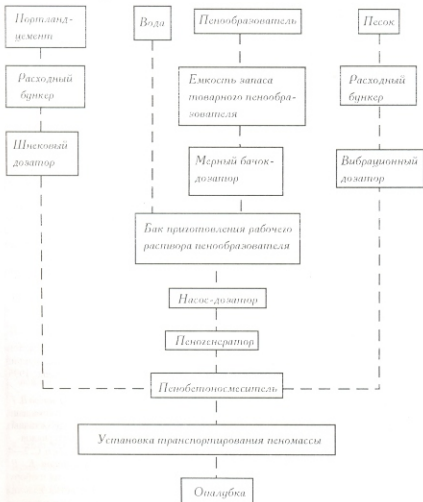 Портланд-
цемент
Вода
Пенообразователь
Песок
Расходный
бункер
Емкость запаса
товарного пенообра-
зователя
Расходный
бункер
Шнековый
дозатор
Мерный бачок-
дозатор
Вибрационный
дозатор
Бак приготовления рабочего
раствора пенообразователя
Насос-дозатор
Пеногенератор
Пенобетоносмеситель
Установка транспортирования пеномассы
Опалубка